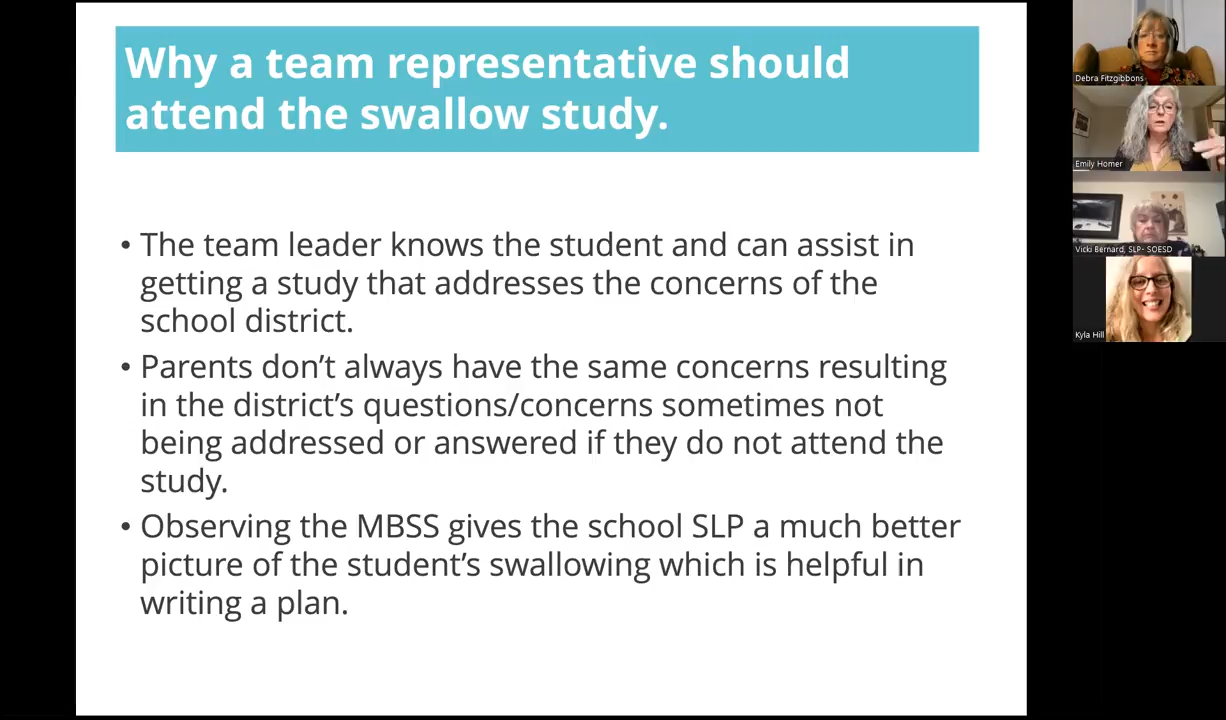 Why a team representative should
attend the swallow study.
• The team leader knows the student and can assist in
getting a study that addresses the concerns of the
school district.
• Parents don’t always have the same concerns resulting
in the district’s questions/concerns sometimes not
being addressed or answered if they do not attend the
study.
• Observing the MBSS gives the school SLP a much better
picture of the student’s swallowing which is helpful in
writing a plan.
Debra Fitzgibbons
Emily Homer
Vicki Bernard, SLP- SOESD
Kyla Hill